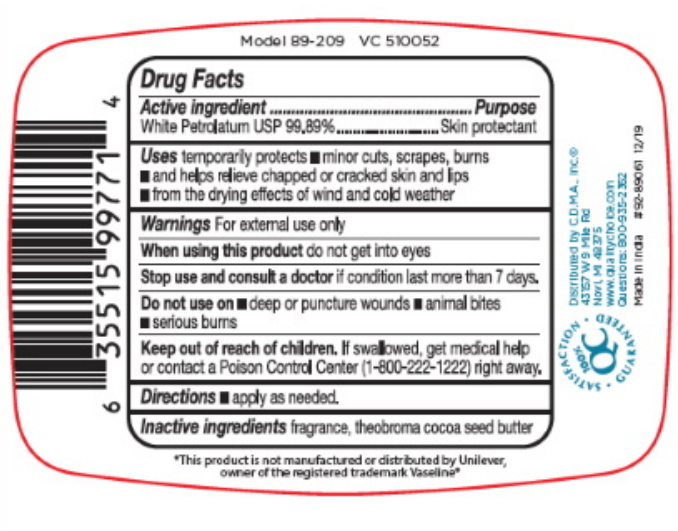 Model 89-209 VC 510052
Drug Facts
Active ingredient ................................................ Purpose
White Petrolatum USP 99.89%........................ Skin protectant
Uses temporarily protects ■ minor cuts, scrapes, burns
■ and helps relieve chapped or cracked skin and lips
■ from the drying effects of wind and cold weather
Warnings For external use only
When using this product do not get into eyes
Stop use and consult a doctor if condition last more than 7 days.
Do not use on ■ deep or puncture wounds ■ animal bites
■ serious burns
Keep out of reach of children. If swallowed, get medical help
or contact a Poison Control Center (1-800-222-1222) right away.
Directions ■ apply as needed.
Inactive ingredients fragrance, theobroma cocoa seed butter
*This product is not manufactured or distributed by Unilever,
owner of the registered trademark Vaseline®
6 35515 99771 4
Distributed by C.D.M.A., Inc.®
43157 W 9 Mile Rd
Novi, MI 48375
www.qualitychoice.com
Questions: 800-935-2362
Made in India #92-89061 12/19
100%
QC
SATISFACTION • GUARANTEED •